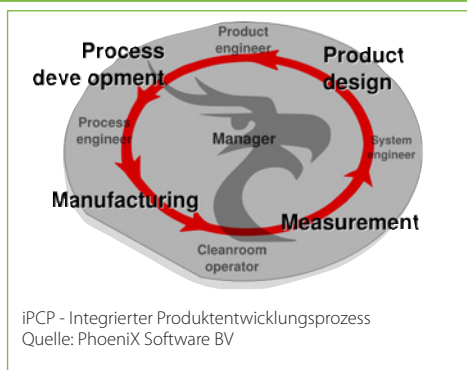 Product
engineer
Process
deve opment
Product
design
Process
engineer
Manager
System
engineer
Manufacturing
Measurement
Cleanroom
operator
iPCP - Integrierter Produktentwicklungsprozess
Quelle: PhoeniX Software BV